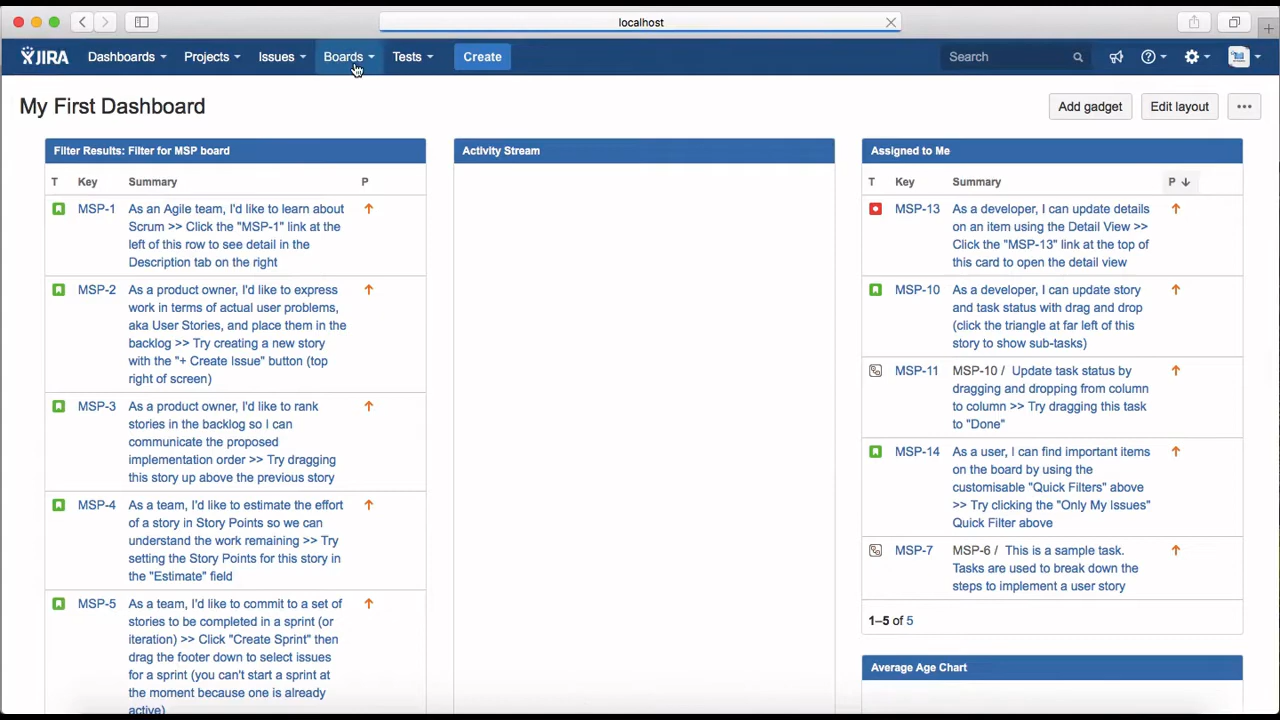 localhost
JIRA
Dashboards
Projects
Issues
Boards
Tests
Create
Search
My First Dashboard
Add gadget
Edit layout
Filter Results: Filter for MSP board
T Key Summary P
MSP-1 As an Agile team, I'd like to learn about
Scrum >> Click the "MSP-1" link at the
left of this row to see detail in the
Description tab on the right
MSP-2 As a product owner, I'd like to express
work in terms of actual user problems,
aka User Stories, and place them in the
backlog >> Try creating a new story
with the "+ Create Issue" button (top
right of screen)
MSP-3 As a product owner, I'd like to rank
stories in the backlog so I can
communicate the proposed
implementation order >> Try dragging
this story up above the previous story
MSP-4 As a team, I'd like to estimate the effort
of a story in Story Points so we can
understand the work remaining >> Try
setting the Story Points for this story
in the "Estimate" field
MSP-5 As a team, I'd like to commit to a set of
stories to be completed in a sprint (or
iteration) >> Click "Create Sprint" then
drag the footer down to select issues
for a sprint (you can't start a sprint at
the moment because one is already
active)
Activity Stream
Assigned to Me
T Key Summary P
MSP-13 As a developer, I can update details
on an item using the Detail View >>
Click the "MSP-13" link at the top of
this card to open the detail view
MSP-10 As a developer, I can update story
and task status with drag and drop
(click the triangle at far left of this
story to show sub-tasks)
MSP-11 MSP-10 / Update task status by
dragging and dropping from column
to column >> Try dragging this task
to "Done"
MSP-14 As a user, I can find important items
on the board by using the
customisable "Quick Filters" above
>> Try clicking the "Only My Issues"
Quick Filter above
MSP-7 MSP-6 / This is a sample task.
Tasks are used to break down the
steps to implement a user story
1–5 of 5
Average Age Chart